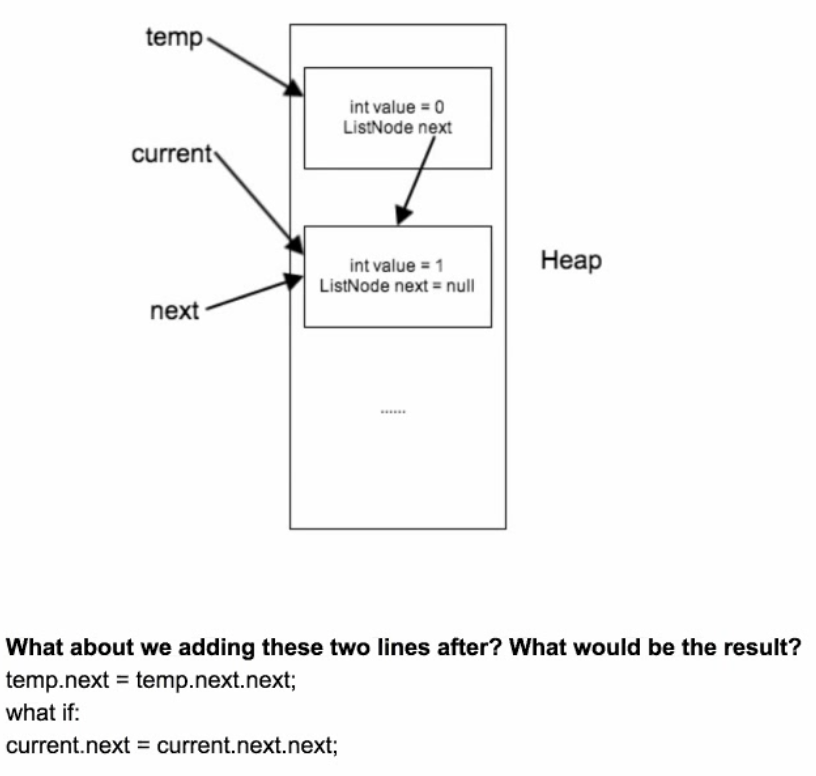 temp
int value = 0
ListNode next
current
int value = 1
ListNode next = null
Heap
next
......
What about we adding these two lines after? What would be the result?
temp.next = temp.next.next;
what if:
current.next = current.next.next;